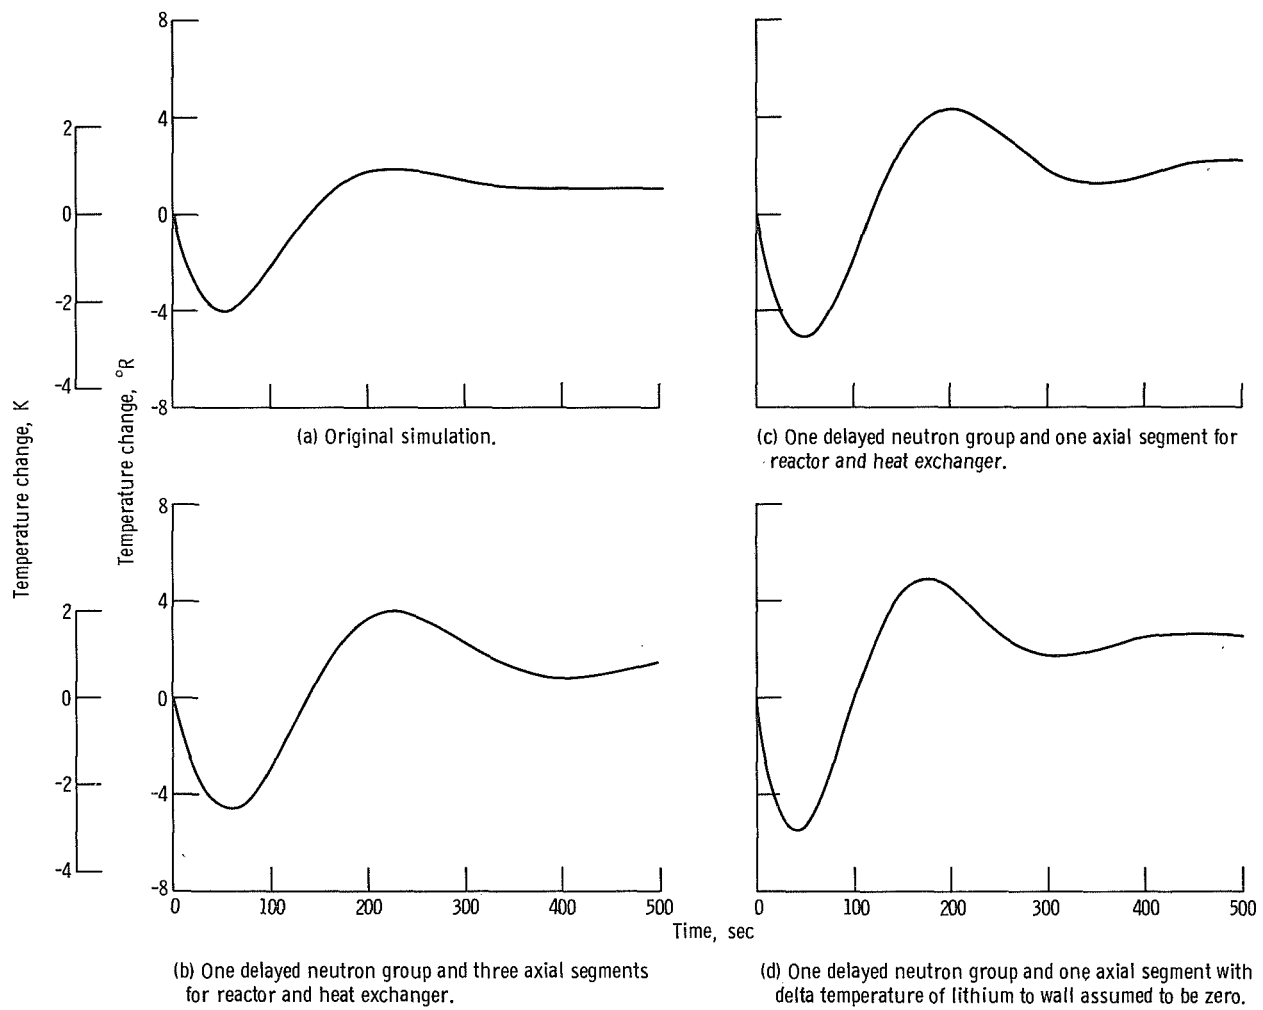 Temperature change, K
Temperature change, °R
2
0
-2
-4
8
4
0
-4
-8
(a) Original simulation.
(c) One delayed neutron group and one axial segment for
reactor and heat exchanger.
2
0
-2
-4
8
4
0
-4
-8
0 100 200 300 400 500
0 100 200 300 400 500
Time, sec
(b) One delayed neutron group and three axial segments
for reactor and heat exchanger.
(d) One delayed neutron group and one axial segment with
delta temperature of lithium to wall assumed to be zero.